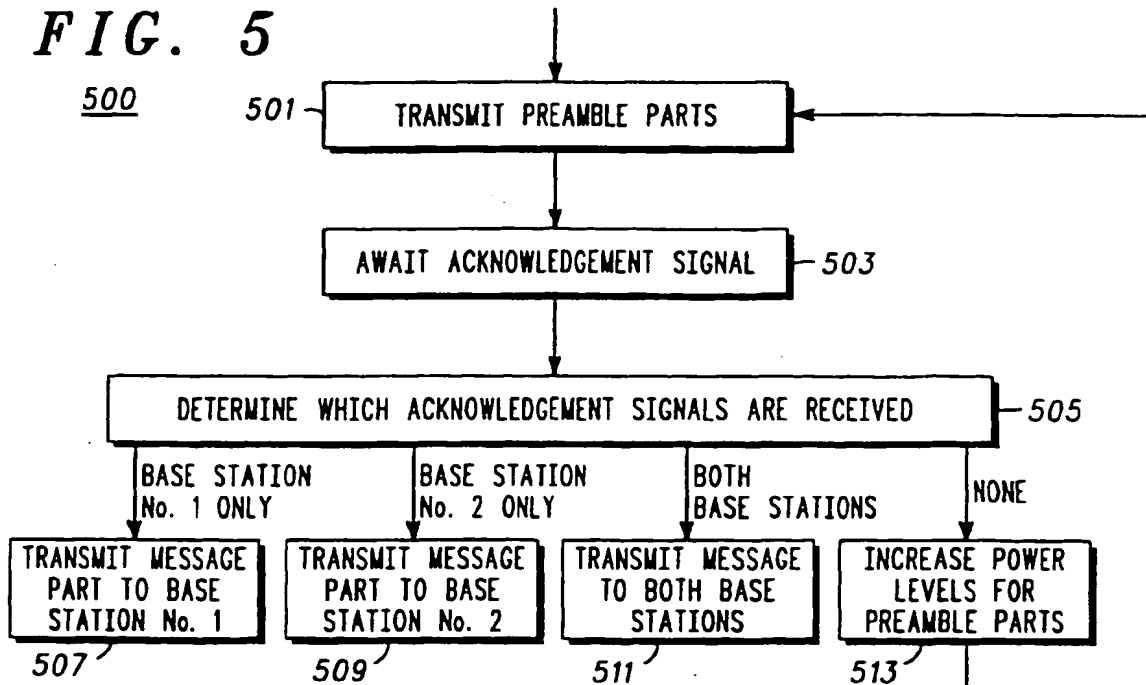 FIG. 5
500
501
TRANSMIT PREAMBLE PARTS
AWAIT ACKNOWLEDGEMENT SIGNAL
503
DETERMINE WHICH ACKNOWLEDGEMENT SIGNALS ARE RECEIVED
505
BASE STATION
No. 1 ONLY
BASE STATION
No. 2 ONLY
BOTH
BASE STATIONS
NONE
TRANSMIT MESSAGE
PART TO BASE
STATION No. 1
507
TRANSMIT MESSAGE
PART TO BASE
STATION No. 2
509
TRANSMIT MESSAGE
TO BOTH BASE
STATIONS
511
INCREASE POWER
LEVELS FOR
PREAMBLE PARTS
513